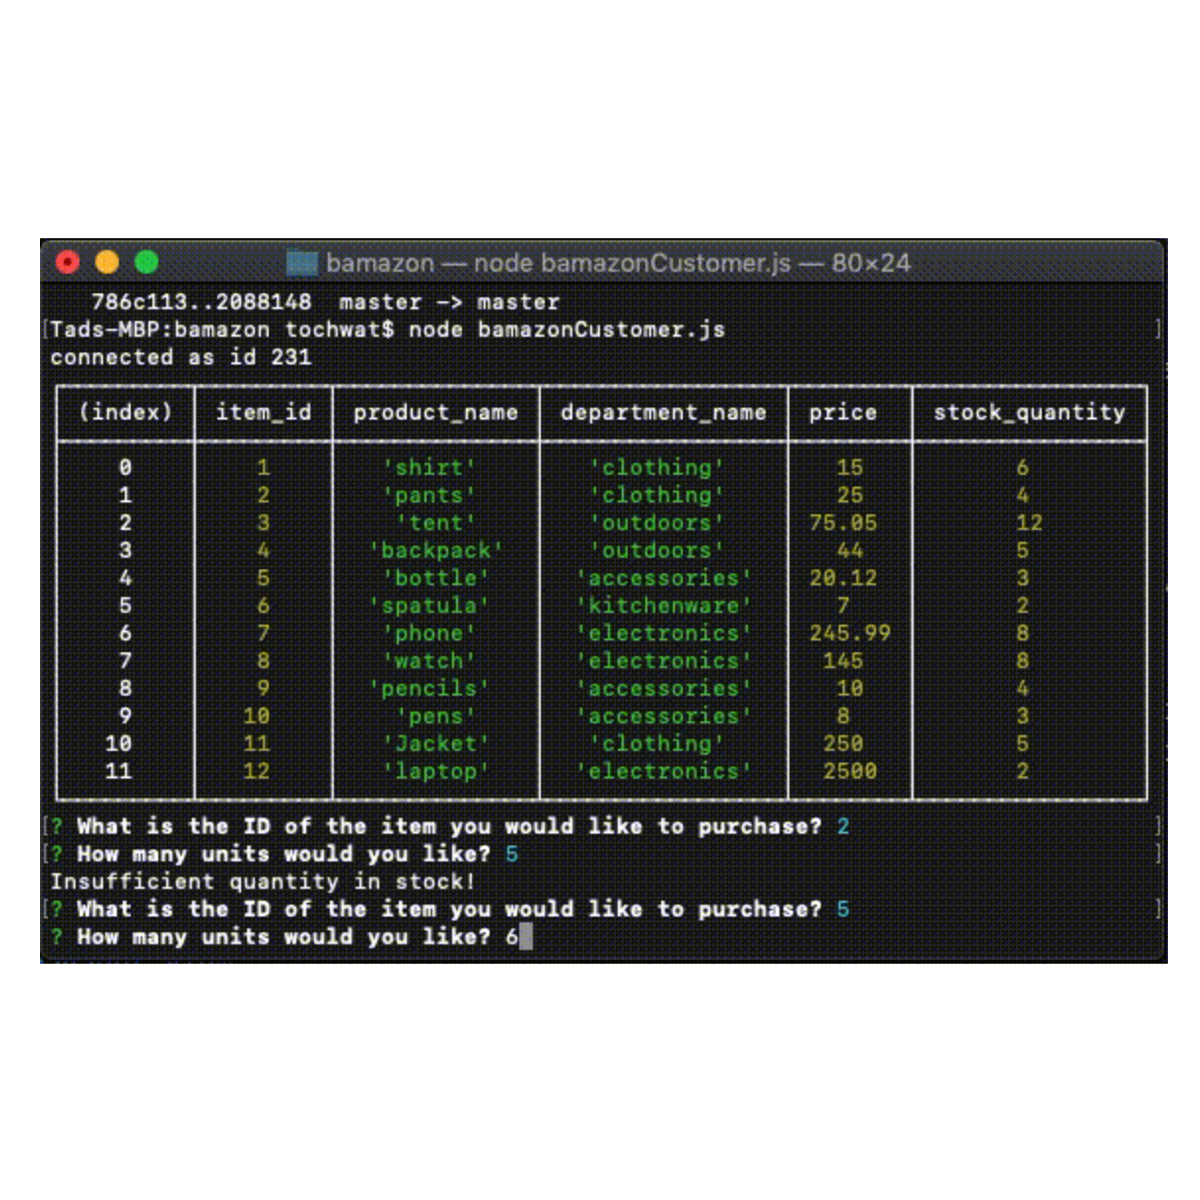 bamazon — node bamazonCustomer.js — 80×24
786c113..2088148  master -> master
[Tads-MBP:bamazon tochwat$ node bamazonCustomer.js ]
connected as id 231
(index) item_id product_name department_name price stock_quantity
0 1 'shirt' 'clothing' 15 6
1 2 'pants' 'clothing' 25 4
2 3 'tent' 'outdoors' 75.05 12
3 4 'backpack' 'outdoors' 44 5
4 5 'bottle' 'accessories' 20.12 3
5 6 'spatula' 'kitchenware' 7 2
6 7 'phone' 'electronics' 245.99 8
7 8 'watch' 'electronics' 145 8
8 9 'pencils' 'accessories' 10 4
9 10 'pens' 'accessories' 8 3
10 11 'Jacket' 'clothing' 250 5
11 12 'laptop' 'electronics' 2500 2
[? What is the ID of the item you would like to purchase? 2 ]
[? How many units would you like? 5 ]
Insufficient quantity in stock!
[? What is the ID of the item you would like to purchase? 5 ]
? How many units would you like? 6